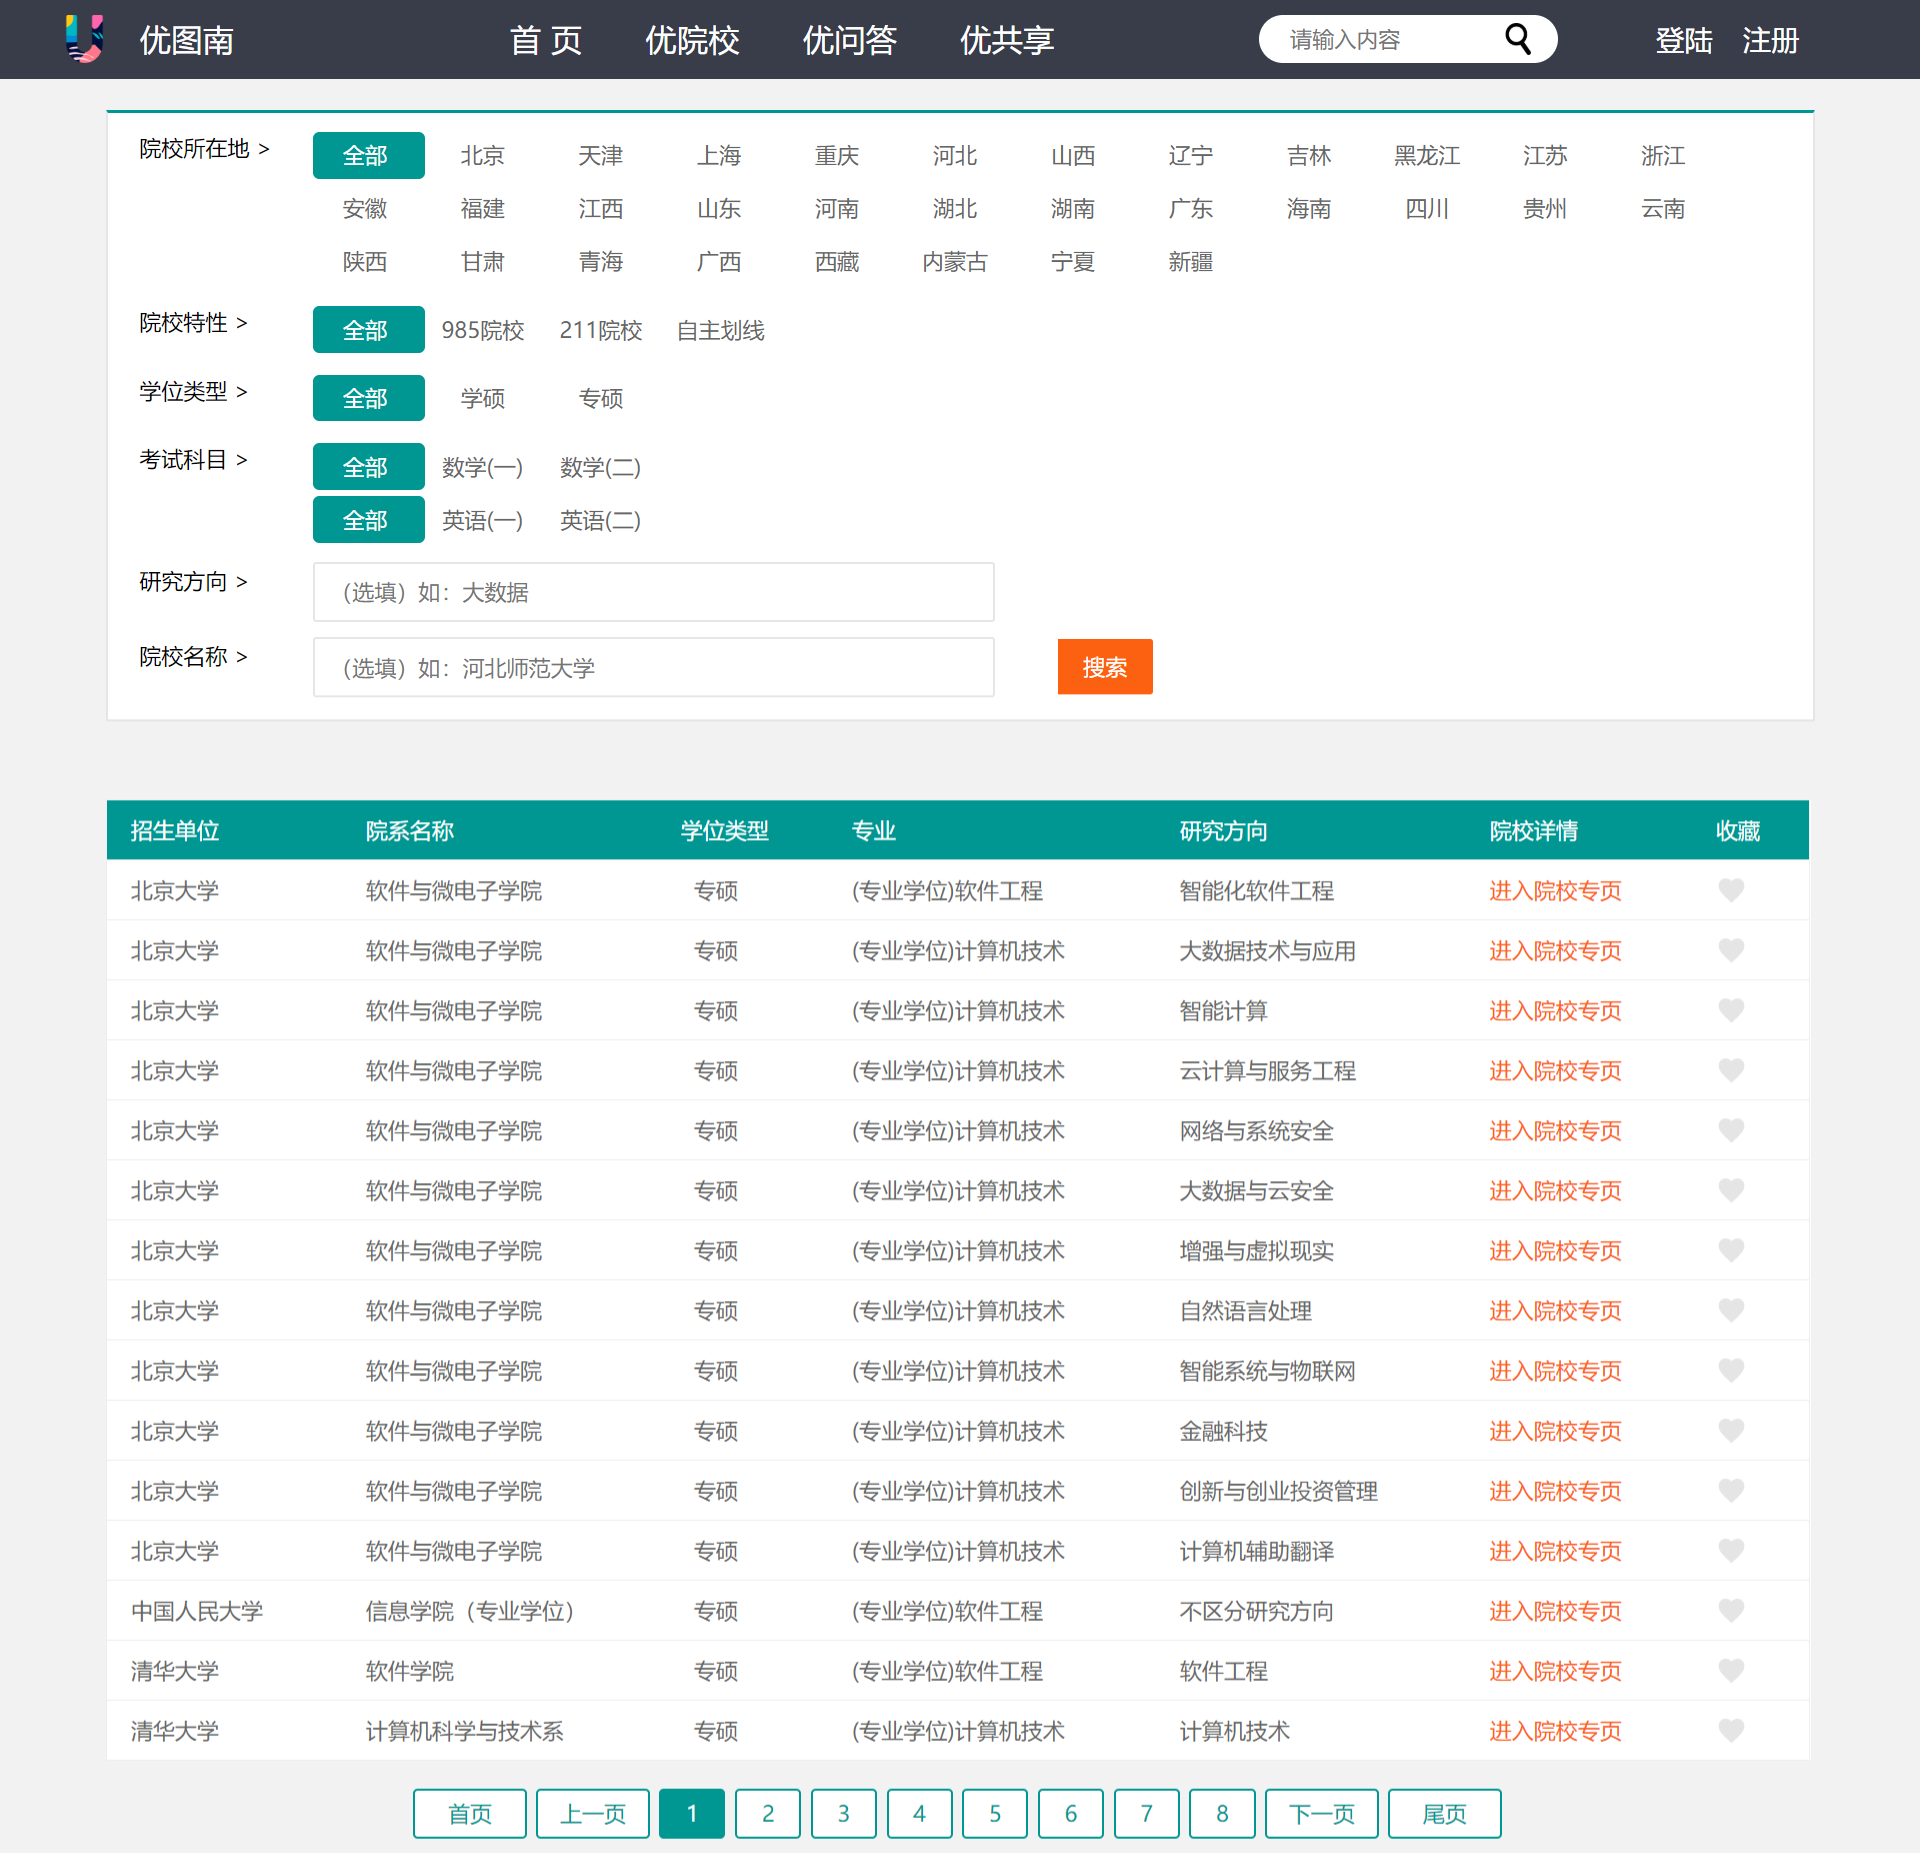 优图南 首 页 优院校 优问答 优共享 请输入内容 登陆 注册
院校所在地 > 全部 北京 天津 上海 重庆 河北 山西 辽宁 吉林 黑龙江 江苏 浙江
安徽 福建 江西 山东 河南 湖北 湖南 广东 海南 四川 贵州 云南
陕西 甘肃 青海 广西 西藏 内蒙古 宁夏 新疆
院校特性 > 全部 985院校 211院校 自主划线
学位类型 > 全部 学硕 专硕
考试科目 > 全部 数学(一) 数学(二)
全部 英语(一) 英语(二)
研究方向 > （选填）如：大数据
院校名称 > （选填）如：河北师范大学 搜索
招生单位 院系名称 学位类型 专业 研究方向 院校详情 收藏
北京大学 软件与微电子学院 专硕 (专业学位)软件工程 智能化软件工程 进入院校专页
北京大学 软件与微电子学院 专硕 (专业学位)计算机技术 大数据技术与应用 进入院校专页
北京大学 软件与微电子学院 专硕 (专业学位)计算机技术 智能计算 进入院校专页
北京大学 软件与微电子学院 专硕 (专业学位)计算机技术 云计算与服务工程 进入院校专页
北京大学 软件与微电子学院 专硕 (专业学位)计算机技术 网络与系统安全 进入院校专页
北京大学 软件与微电子学院 专硕 (专业学位)计算机技术 大数据与云安全 进入院校专页
北京大学 软件与微电子学院 专硕 (专业学位)计算机技术 增强与虚拟现实 进入院校专页
北京大学 软件与微电子学院 专硕 (专业学位)计算机技术 自然语言处理 进入院校专页
北京大学 软件与微电子学院 专硕 (专业学位)计算机技术 智能系统与物联网 进入院校专页
北京大学 软件与微电子学院 专硕 (专业学位)计算机技术 金融科技 进入院校专页
北京大学 软件与微电子学院 专硕 (专业学位)计算机技术 创新与创业投资管理 进入院校专页
北京大学 软件与微电子学院 专硕 (专业学位)计算机技术 计算机辅助翻译 进入院校专页
中国人民大学 信息学院（专业学位） 专硕 (专业学位)软件工程 不区分研究方向 进入院校专页
清华大学 软件学院 专硕 (专业学位)软件工程 软件工程 进入院校专页
清华大学 计算机科学与技术系 专硕 (专业学位)计算机技术 计算机技术 进入院校专页
首页 上一页 1 2 3 4 5 6 7 8 下一页 尾页